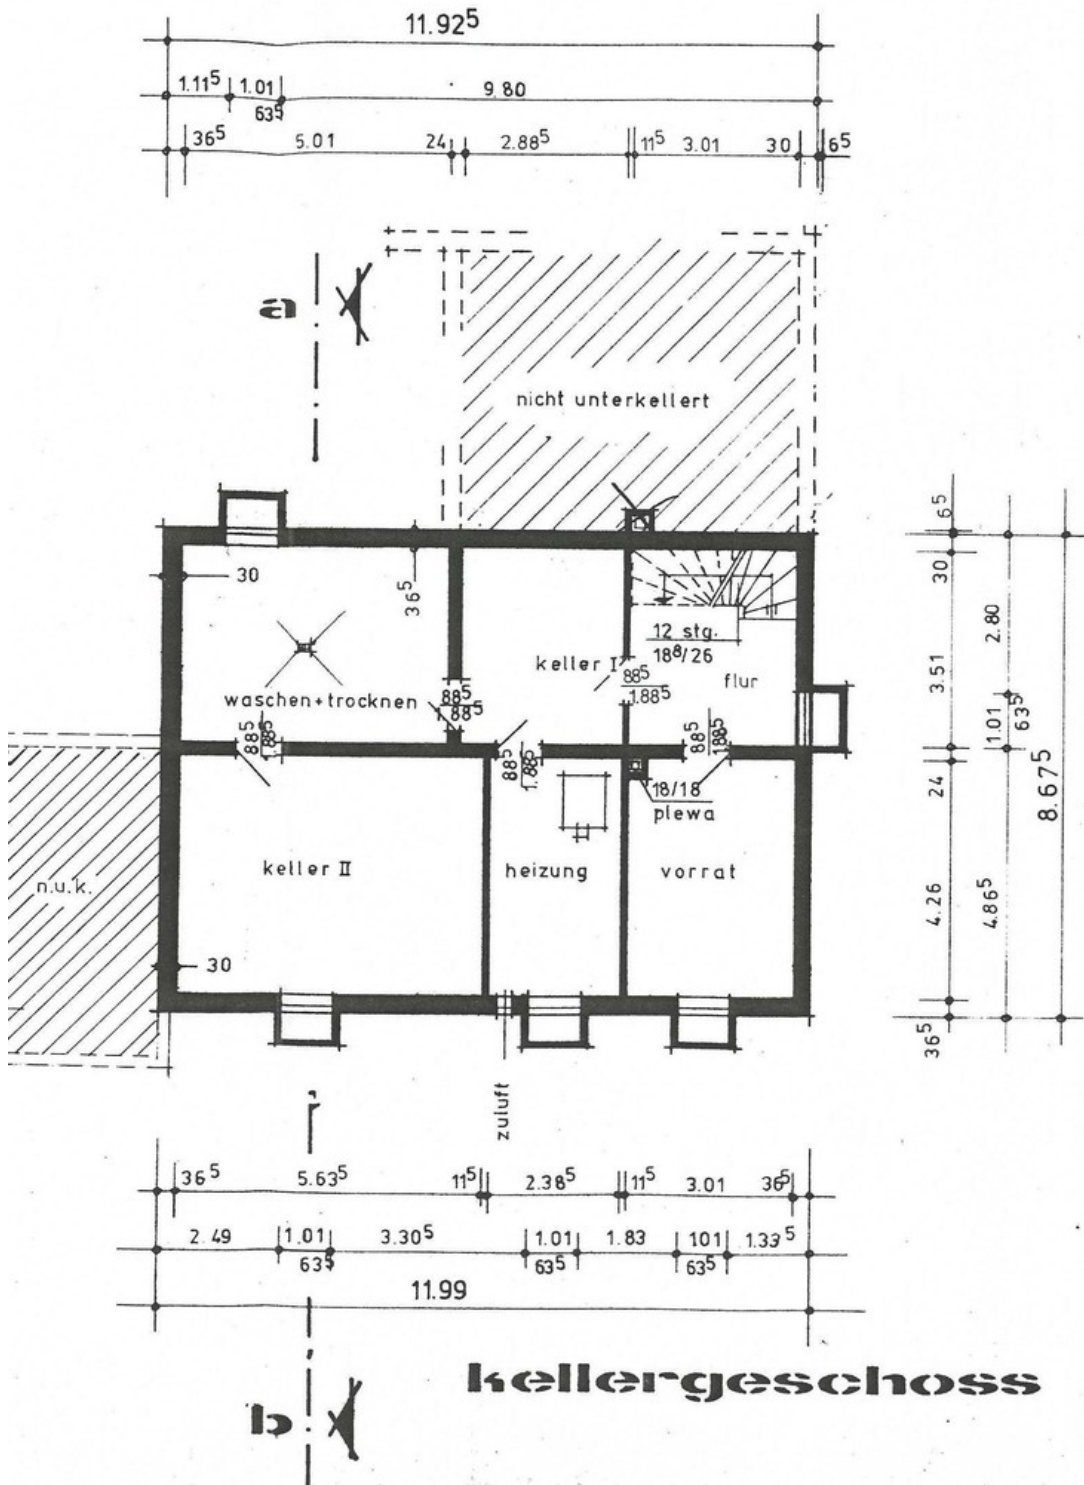 11.92⁵
1.11⁵ 1.01 9.80
63⁵
36⁵ 5.01 24 2.88⁵ 11⁵ 3.01 30 6⁵
a
nicht unterkellert
6⁵
30
30
36⁵
2.80
12 stg.
18⁸/26
keller I
flur
3.51
88⁵
1.88⁵
waschen+trocknen
88⁵
1.88⁵
88⁵
1.88⁵
88⁵
1.88⁵
88⁵
1.88⁵
1.01
63⁵
8.67⁵
24
18/18
plewa
keller II
heizung
vorrat
n.u.k.
4.26
4.86⁵
30
36⁵
zuluft
36⁵ 5.63⁵ 11⁵ 2.38⁵ 11⁵ 3.01 36⁵
2.49 1.01 3.30⁵ 1.01 1.83 101 1.33⁵
63⁵ 63⁵ 63⁵
11.99
kellergeschoss
b